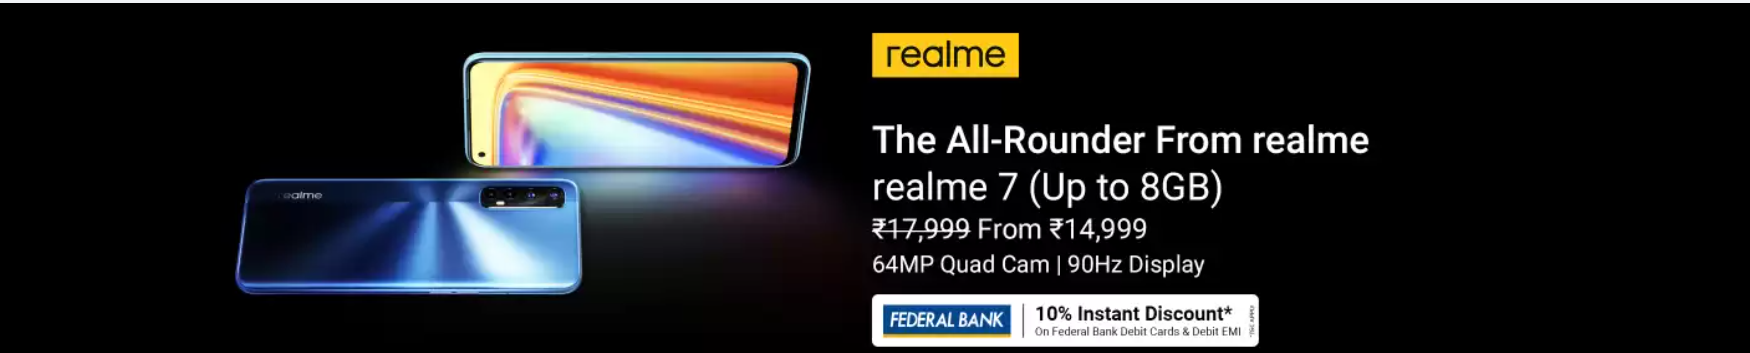 realme
realme
The All-Rounder From realme
realme 7 (Up to 8GB)
₹17,999 From ₹14,999
64MP Quad Cam | 90Hz Display
FEDERAL BANK
10% Instant Discount*
On Federal Bank Debit Cards & Debit EMI